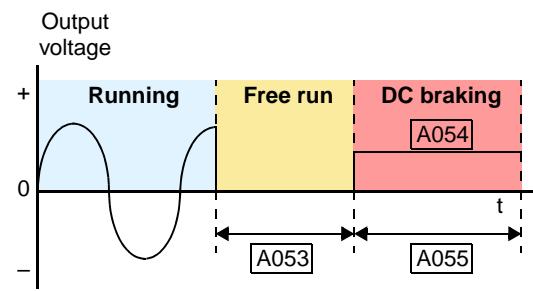 Output
voltage
+ Running Free run DC braking
A054
0
t
A053 A055
–